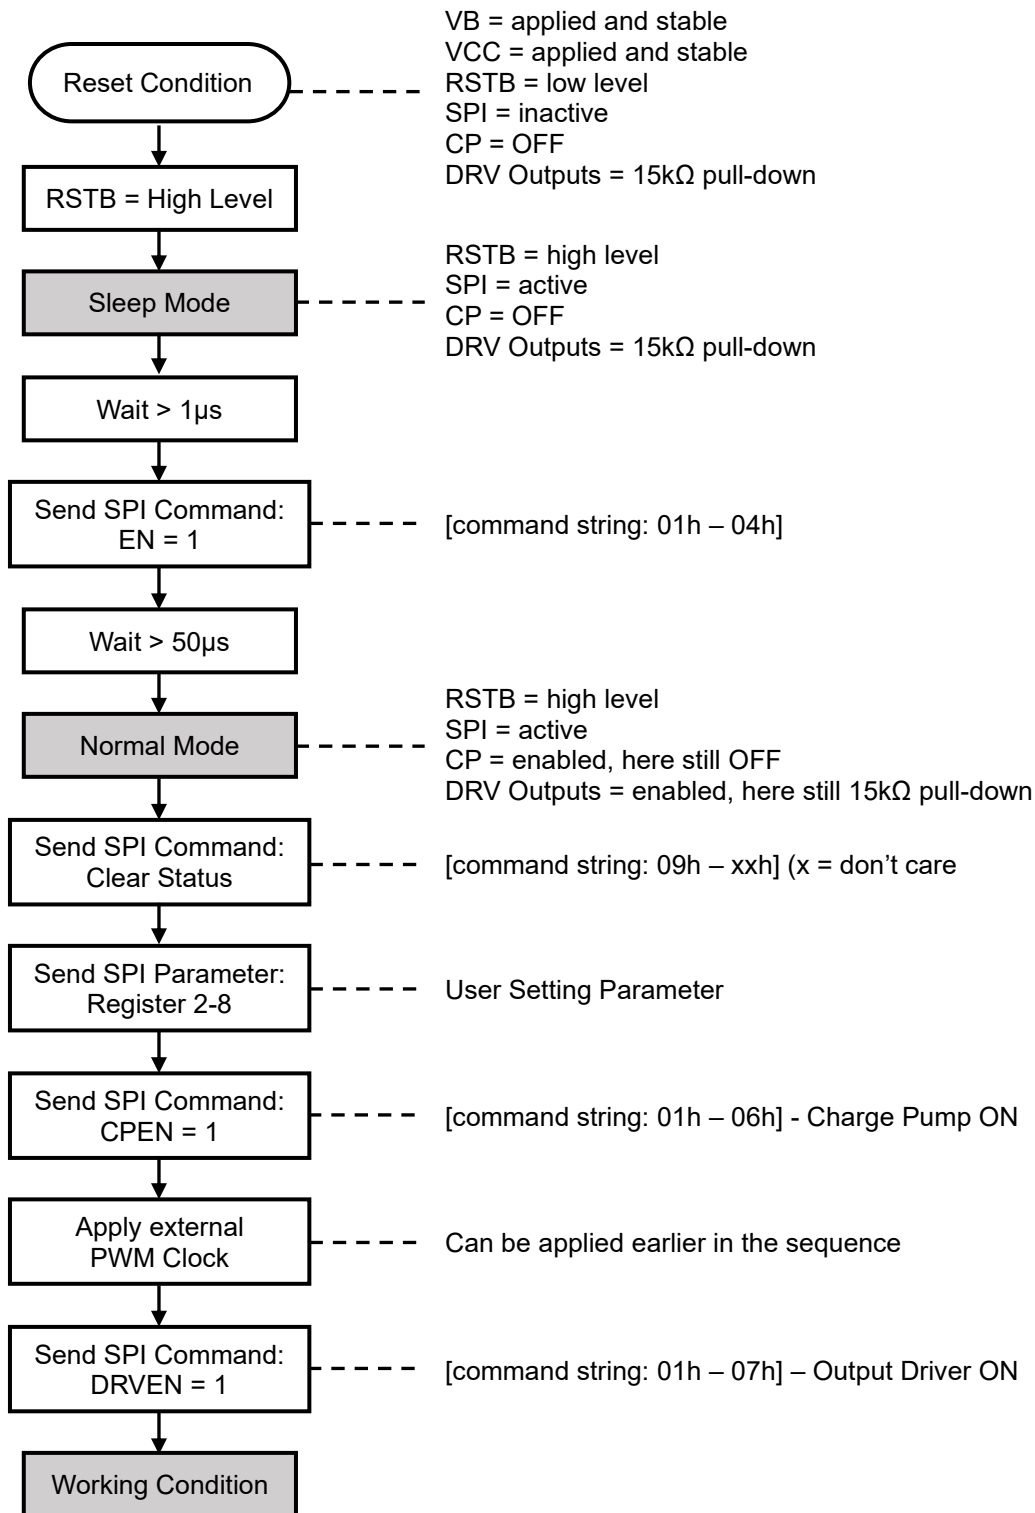 VB = applied and stable
VCC = applied and stable
Reset Condition
RSTB = low level
SPI = inactive
CP = OFF
DRV Outputs = 15kΩ pull-down
RSTB = High Level
RSTB = high level
SPI = active
Sleep Mode
CP = OFF
DRV Outputs = 15kΩ pull-down
Wait > 1μs
Send SPI Command:
EN = 1
[command string: 01h – 04h]
Wait > 50μs
RSTB = high level
SPI = active
Normal Mode
CP = enabled, here still OFF
DRV Outputs = enabled, here still 15kΩ pull-down
Send SPI Command:
Clear Status
[command string: 09h – xxh] (x = don’t care
Send SPI Parameter:
Register 2-8
User Setting Parameter
Send SPI Command:
CPEN = 1
[command string: 01h – 06h] - Charge Pump ON
Apply external
PWM Clock
Can be applied earlier in the sequence
Send SPI Command:
DRVEN = 1
[command string: 01h – 07h] – Output Driver ON
Working Condition